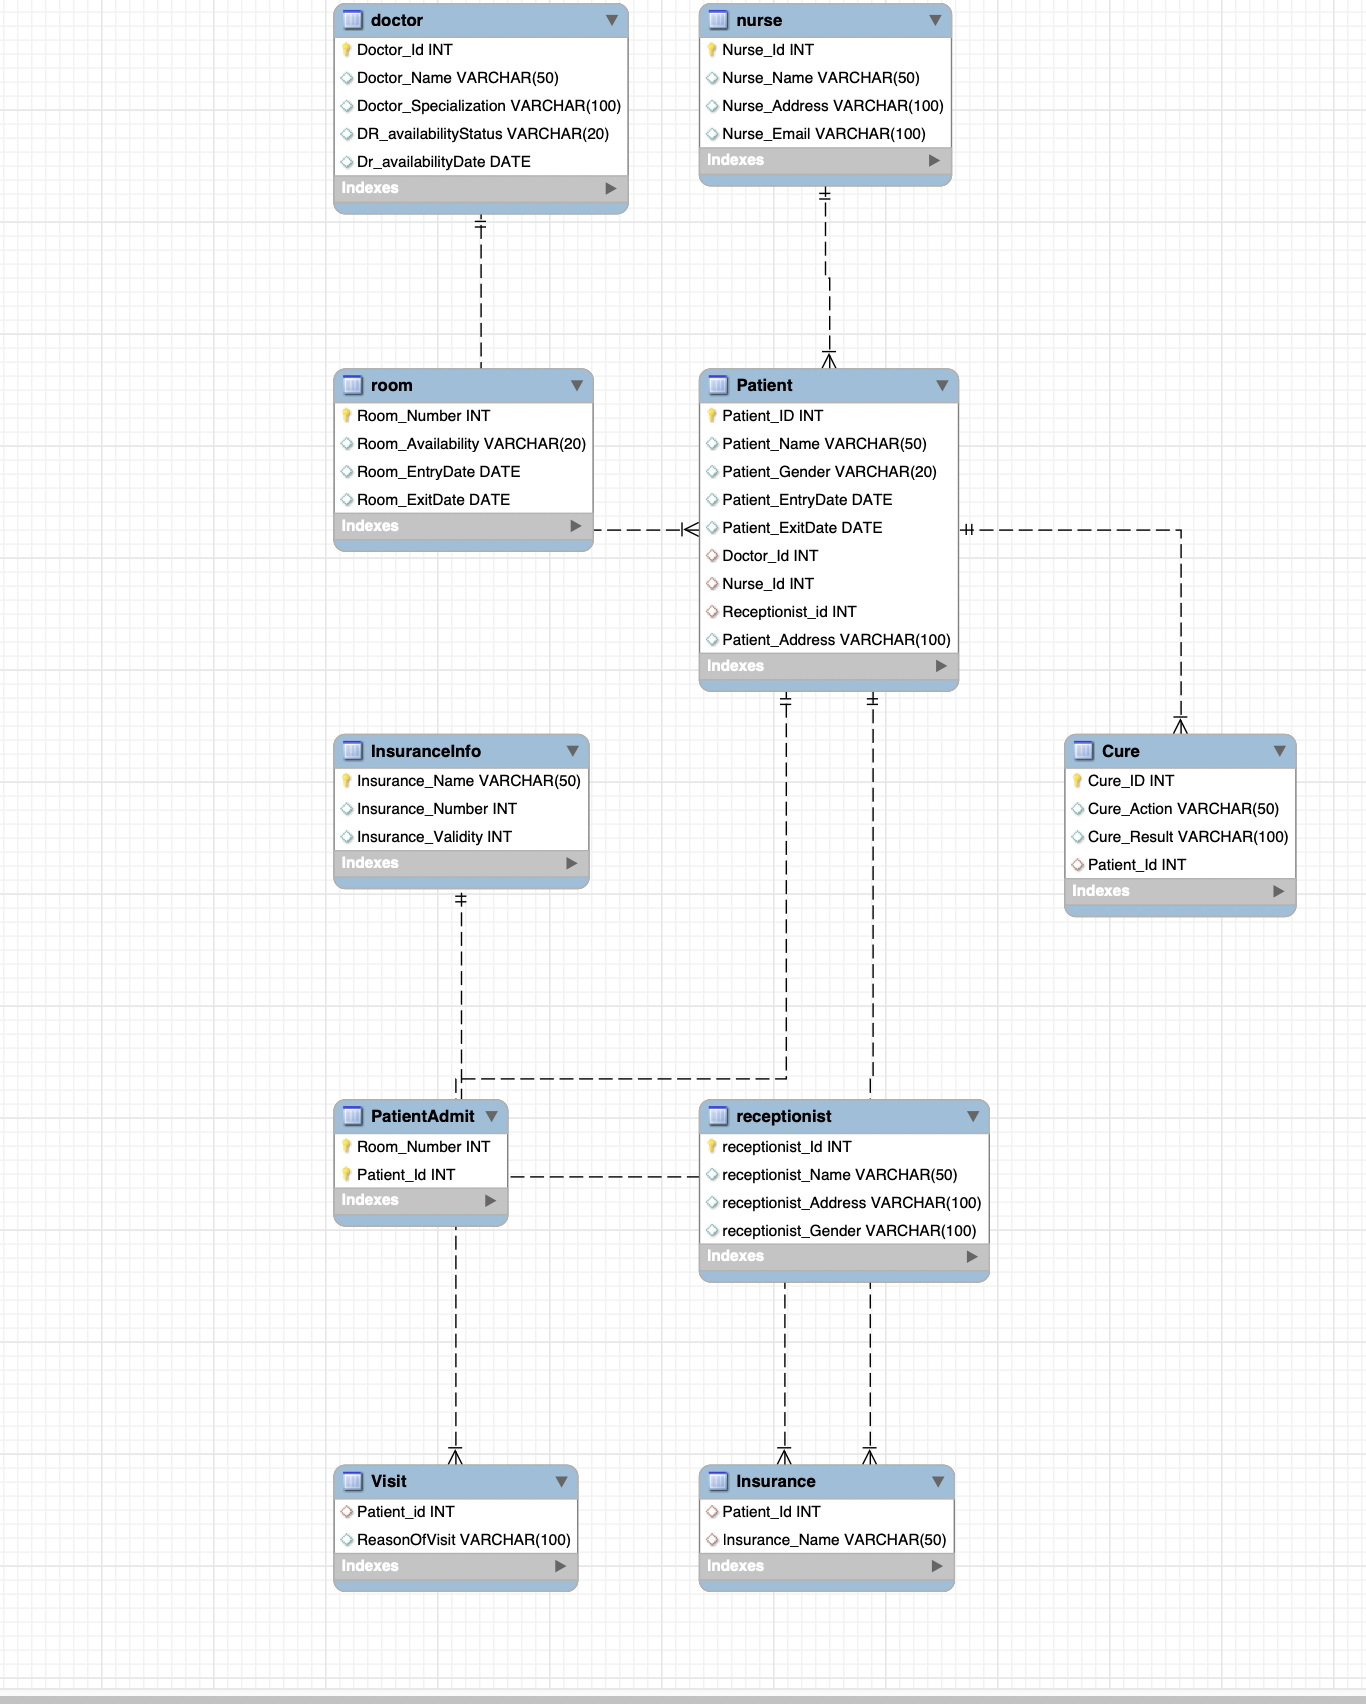 doctor
Doctor_Id INT
Doctor_Name VARCHAR(50)
Doctor_Specialization VARCHAR(100)
DR_availabilityStatus VARCHAR(20)
Dr_availabilityDate DATE
Indexes
nurse
Nurse_Id INT
Nurse_Name VARCHAR(50)
Nurse_Address VARCHAR(100)
Nurse_Email VARCHAR(100)
Indexes
room
Room_Number INT
Room_Availability VARCHAR(20)
Room_EntryDate DATE
Room_ExitDate DATE
Indexes
Patient
Patient_ID INT
Patient_Name VARCHAR(50)
Patient_Gender VARCHAR(20)
Patient_EntryDate DATE
Patient_ExitDate DATE
Doctor_Id INT
Nurse_Id INT
Receptionist_id INT
Patient_Address VARCHAR(100)
Indexes
InsuranceInfo
Insurance_Name VARCHAR(50)
Insurance_Number INT
Insurance_Validity INT
Indexes
Cure
Cure_ID INT
Cure_Action VARCHAR(50)
Cure_Result VARCHAR(100)
Patient_Id INT
Indexes
PatientAdmit
Room_Number INT
Patient_Id INT
Indexes
receptionist
receptionist_Id INT
receptionist_Name VARCHAR(50)
receptionist_Address VARCHAR(100)
receptionist_Gender VARCHAR(100)
Indexes
Visit
Patient_id INT
ReasonOfVisit VARCHAR(100)
Indexes
Insurance
Patient_Id INT
Insurance_Name VARCHAR(50)
Indexes